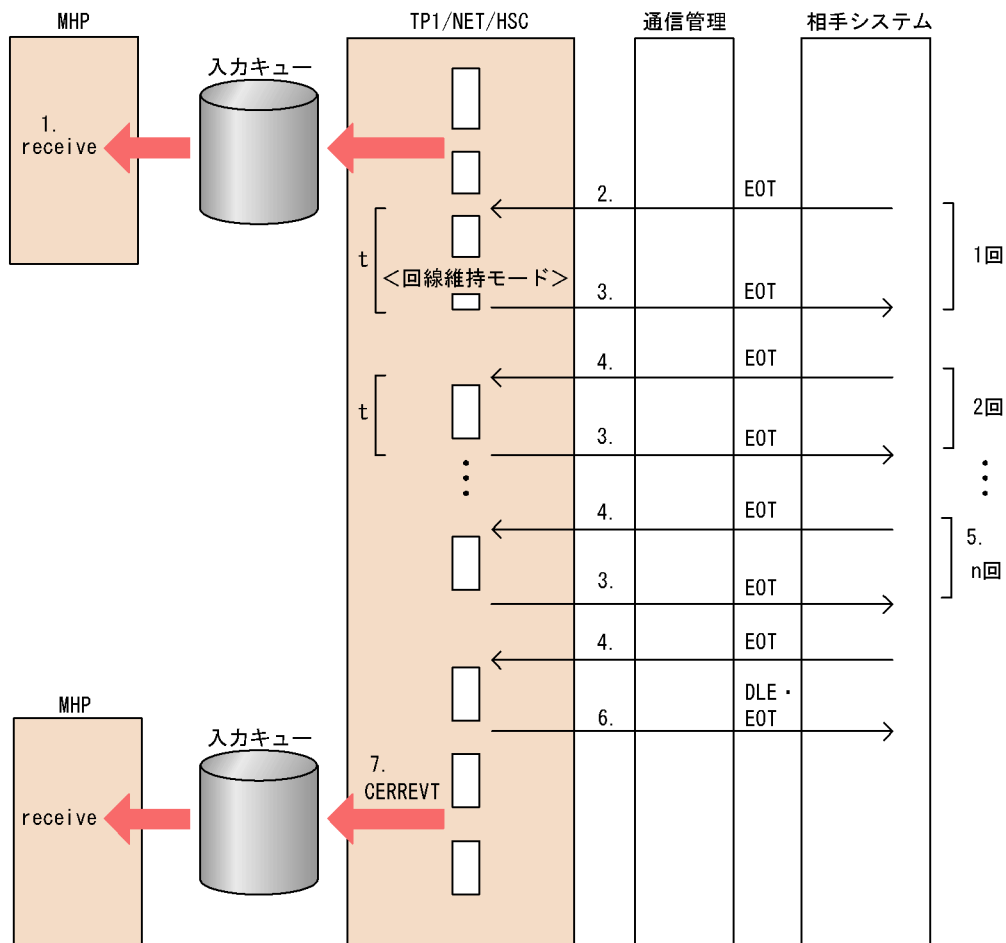 MHP
TP1/NET/HSC
通信管理
相手システム
入力キュー
1.
receive
2.
EOT
t
<回線維持モード>
1回
3.
EOT
4.
EOT
t
2回
3.
EOT
4.
EOT
5.
n回
3.
EOT
4.
EOT
MHP
DLE・
6.
EOT
入力キュー
7.
CERREVT
receive